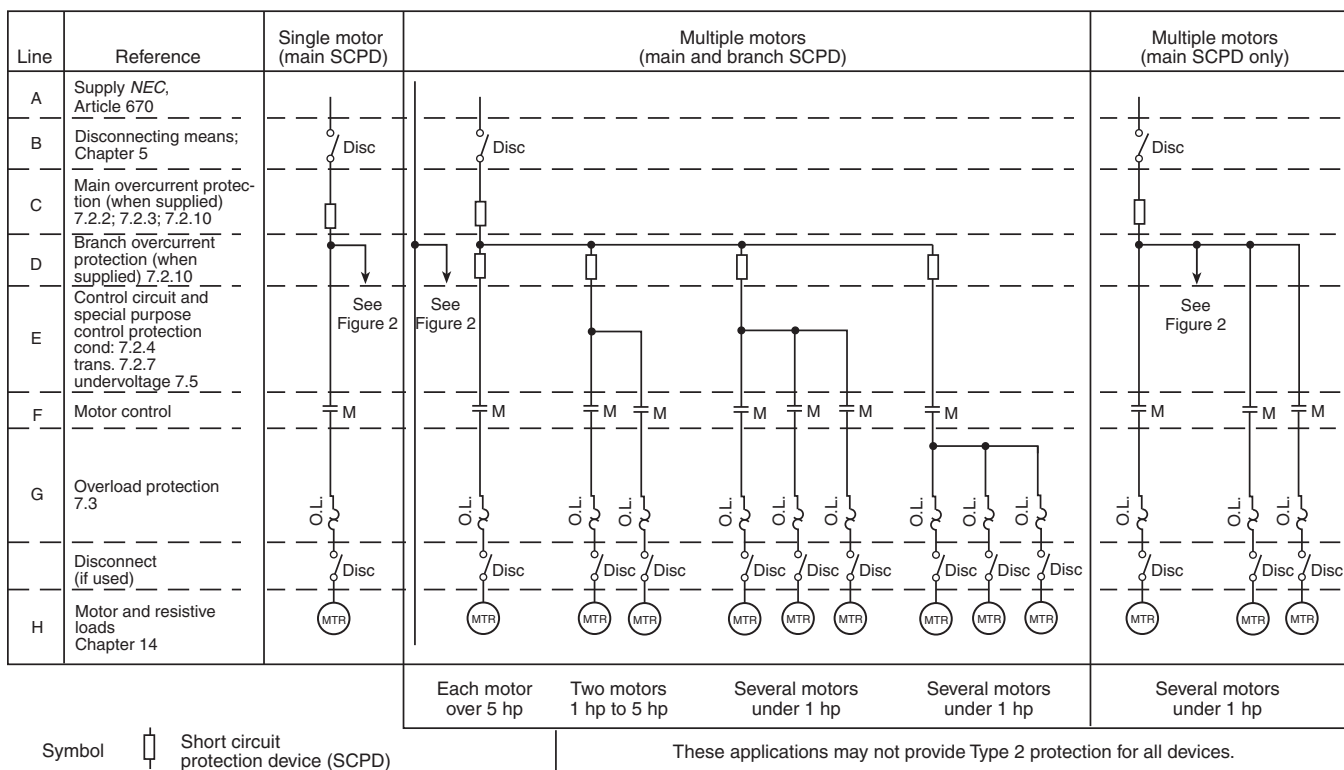 Line
Reference
Single motor
(main SCPD)
Multiple motors
(main and branch SCPD)
Multiple motors
(main SCPD only)
A
Supply NEC,
Article 670
B
Disconnecting means;
Chapter 5
Disc
Disc
Disc
C
Main overcurrent protec-
tion (when supplied)
7.2.2; 7.2.3; 7.2.10
D
Branch overcurrent
protection (when
supplied) 7.2.10
E
Control circuit and
special purpose
control protection
cond: 7.2.4
trans. 7.2.7
undervoltage 7.5
See
Figure 2
See
Figure 2
See
Figure 2
F
Motor control
M
M
M
M
M
M
M
M
M
M
M
G
Overload protection
7.3
O.L.
O.L.
O.L.
O.L.
O.L.
O.L.
O.L.
O.L.
O.L.
O.L.
O.L.
O.L.
O.L.
Disconnect
(if used)
Disc
Disc
Disc
Disc
Disc
Disc
Disc
Disc
Disc
Disc
Disc
Disc
Disc
H
Motor and resistive
loads
Chapter 14
MTR
MTR
MTR
MTR
MTR
MTR
MTR
MTR
MTR
MTR
MTR
MTR
MTR
Each motor
over 5 hp
Two motors
1 hp to 5 hp
Several motors
under 1 hp
Several motors
under 1 hp
Several motors
under 1 hp
Symbol
Short circuit
protection device (SCPD)
These applications may not provide Type 2 protection for all devices.